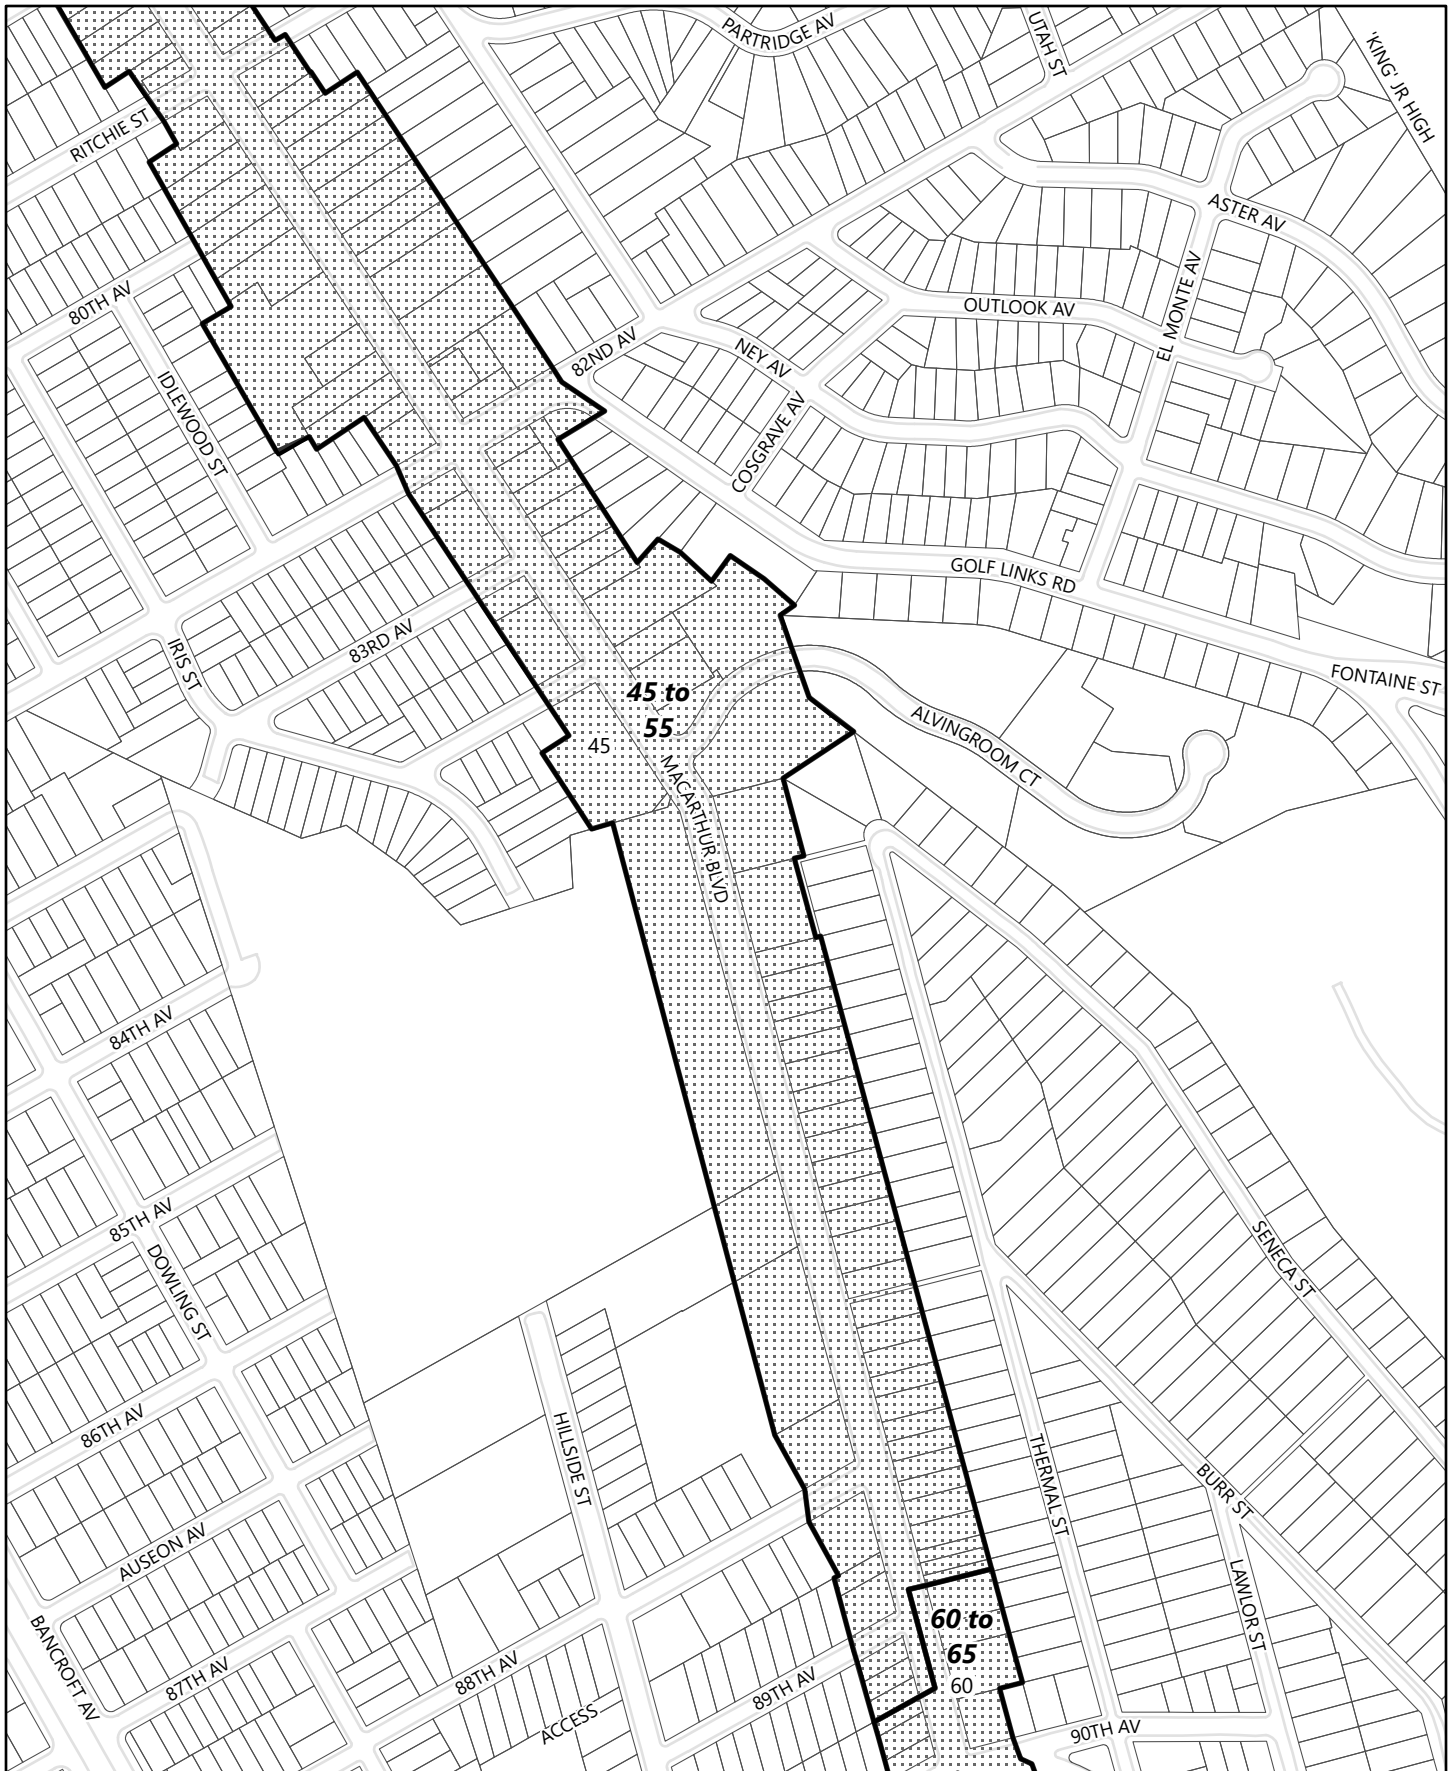 PARTRIDGE AV
UTAH ST
'KING' JR HIGH
RITCHIE ST
ASTER AV
80TH AV
OUTLOOK AV
EL MONTE AV
82ND AV
NEY AV
IDLEWOOD ST
COSGRAVE AV
GOLF LINKS RD
83RD AV
IRIS ST
FONTAINE ST
45 to
55
45
ALVINGROOM CT
MACARTHUR BLVD
84TH AV
85TH AV
DOWLING ST
SENECA ST
86TH AV
HILLSIDE ST
THERMAL ST
BURR ST
AUSEON AV
LAWLOR ST
60 to
65
60
BANCROFT AV
87TH AV
88TH AV
89TH AV
ACCESS
90TH AV